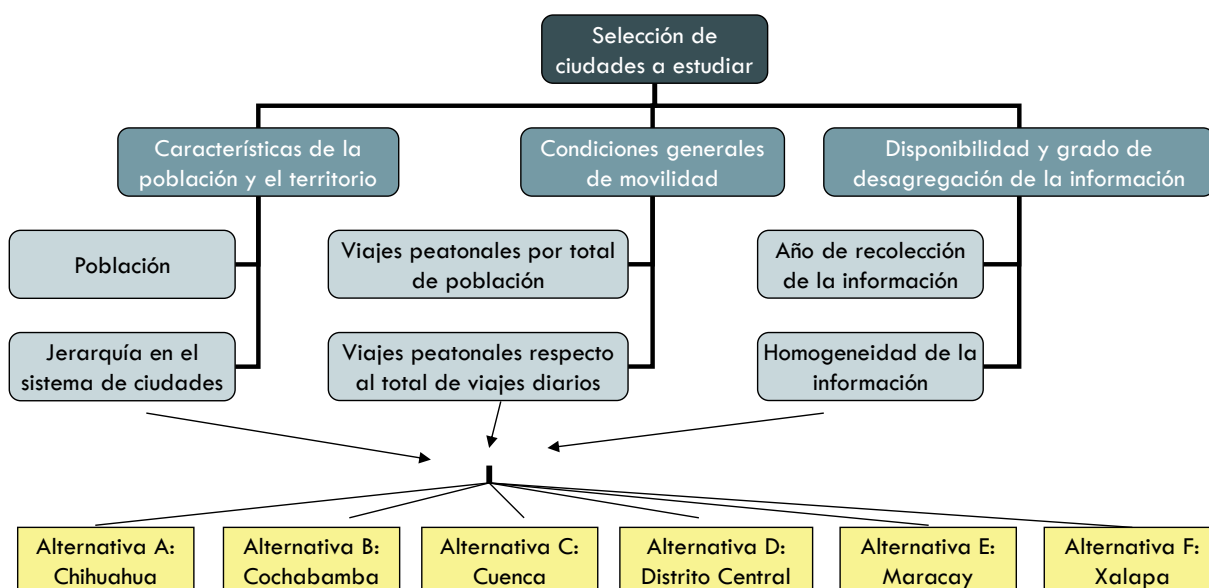 Selección de
ciudades a estudiar
Características de la
población y el territorio
Condiciones generales
de movilidad
Disponibilidad y grado de
desagregación de la información
Población
Viajes peatonales por total
de población
Año de recolección
de la información
Jerarquía en el
sistema de ciudades
Viajes peatonales respecto
al total de viajes diarios
Homogeneidad de la
información
Alternativa A:
Chihuahua
Alternativa B:
Cochabamba
Alternativa C:
Cuenca
Alternativa D:
Distrito Central
Alternativa E:
Maracay
Alternativa F:
Xalapa